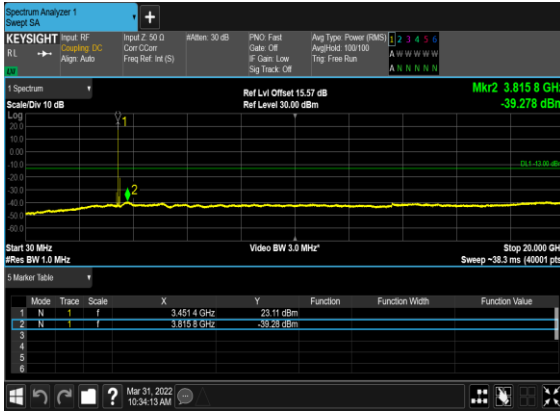 Spectrum Analyzer 1
Swept SA
+
KEYSIGHT Input: RF Input Z: 50 Ω #Atten: 30 dB PNO: Fast Avg Type: Power (RMS) 1 2 3 4 5 6
RL Coupling: DC Corr CCorr Gate: Off Avg|Hold: 100/100 A W W W W W
Align: Auto Freq Ref: Int (S) IF Gain: Low Trig: Free Run
Sig Track: Off A N N N N N
1 Spectrum Ref Lvl Offset 15.57 dB Mkr2 3.815 8 GHz
Scale/Div 10 dB Ref Level 30.00 dBm -39.278 dBm
Log
20.0
10.0
0.00
-10.0
DL1 -13.00 dBm
-20.0
-30.0
-40.0
-50.0
-60.0
1
2
Start 30 MHz Video BW 3.0 MHz* Stop 20.000 GHz
#Res BW 1.0 MHz Sweep ~38.3 ms (40001 pts)
5 Marker Table
Mode Trace Scale X Y Function Function Width Function Value
1 N 1 f 3.451 4 GHz 23.11 dBm
2 N 1 f 3.815 8 GHz -39.28 dBm
3
4
5
6
? Mar 31, 2022
10:34:13 AM